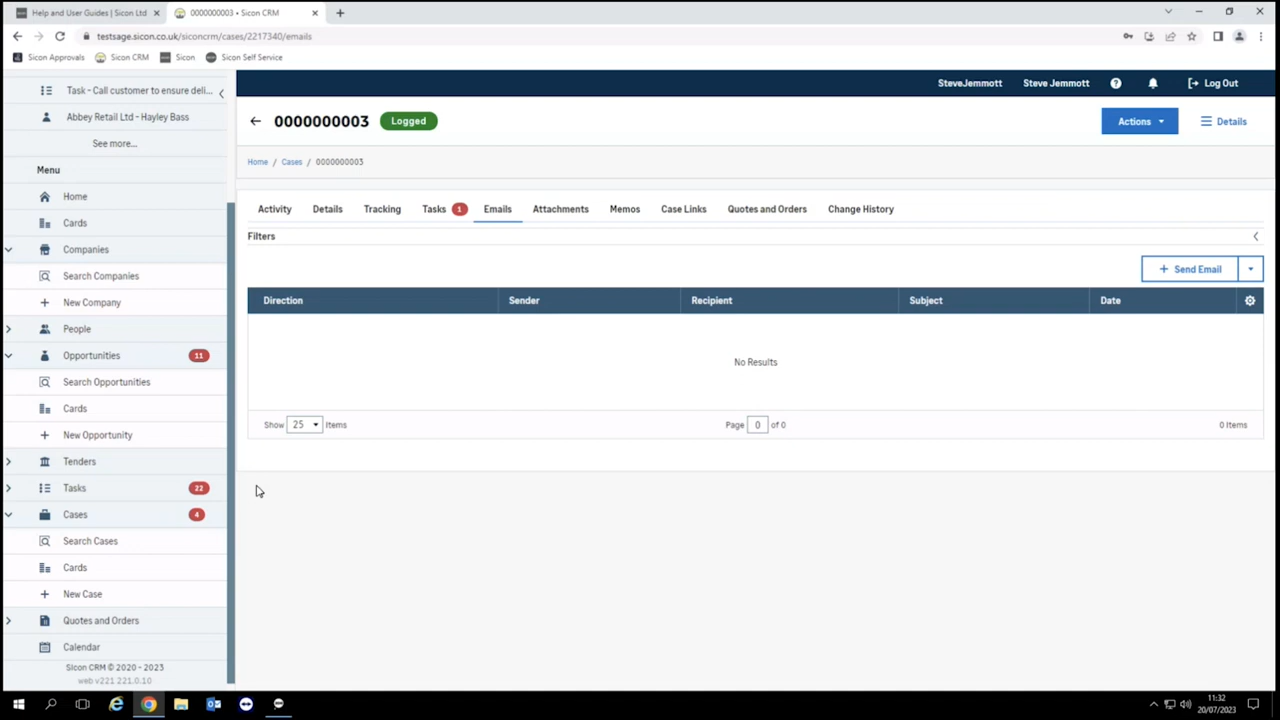 Help and User Guides | Sicon Ltd
0000000003 • Sicon CRM
testsage.sicon.co.uk/siconcrm/cases/2217340/emails
Sicon Approvals
Sicon CRM
Sicon
Sicon Self Service
Task - Call customer to ensure deli...
Abbey Retail Ltd - Hayley Bass
See more...
Menu
Home
Cards
Companies
Search Companies
New Company
People
Opportunities 11
Search Opportunities
Cards
New Opportunity
Tenders
Tasks 22
Cases 4
Search Cases
Cards
New Case
Quotes and Orders
Calendar
Sicon CRM © 2020 - 2023
web v221 221.0.10
SteveJemmott Steve Jemmott Log Out
0000000003 Logged
Actions Details
Home / Cases / 0000000003
Activity Details Tracking Tasks 1 Emails Attachments Memos Case Links Quotes and Orders Change History
Filters
+ Send Email
Direction Sender Recipient Subject Date
No Results
Show 25 Items Page 0 of 0 0 Items
11:32
20/07/2023